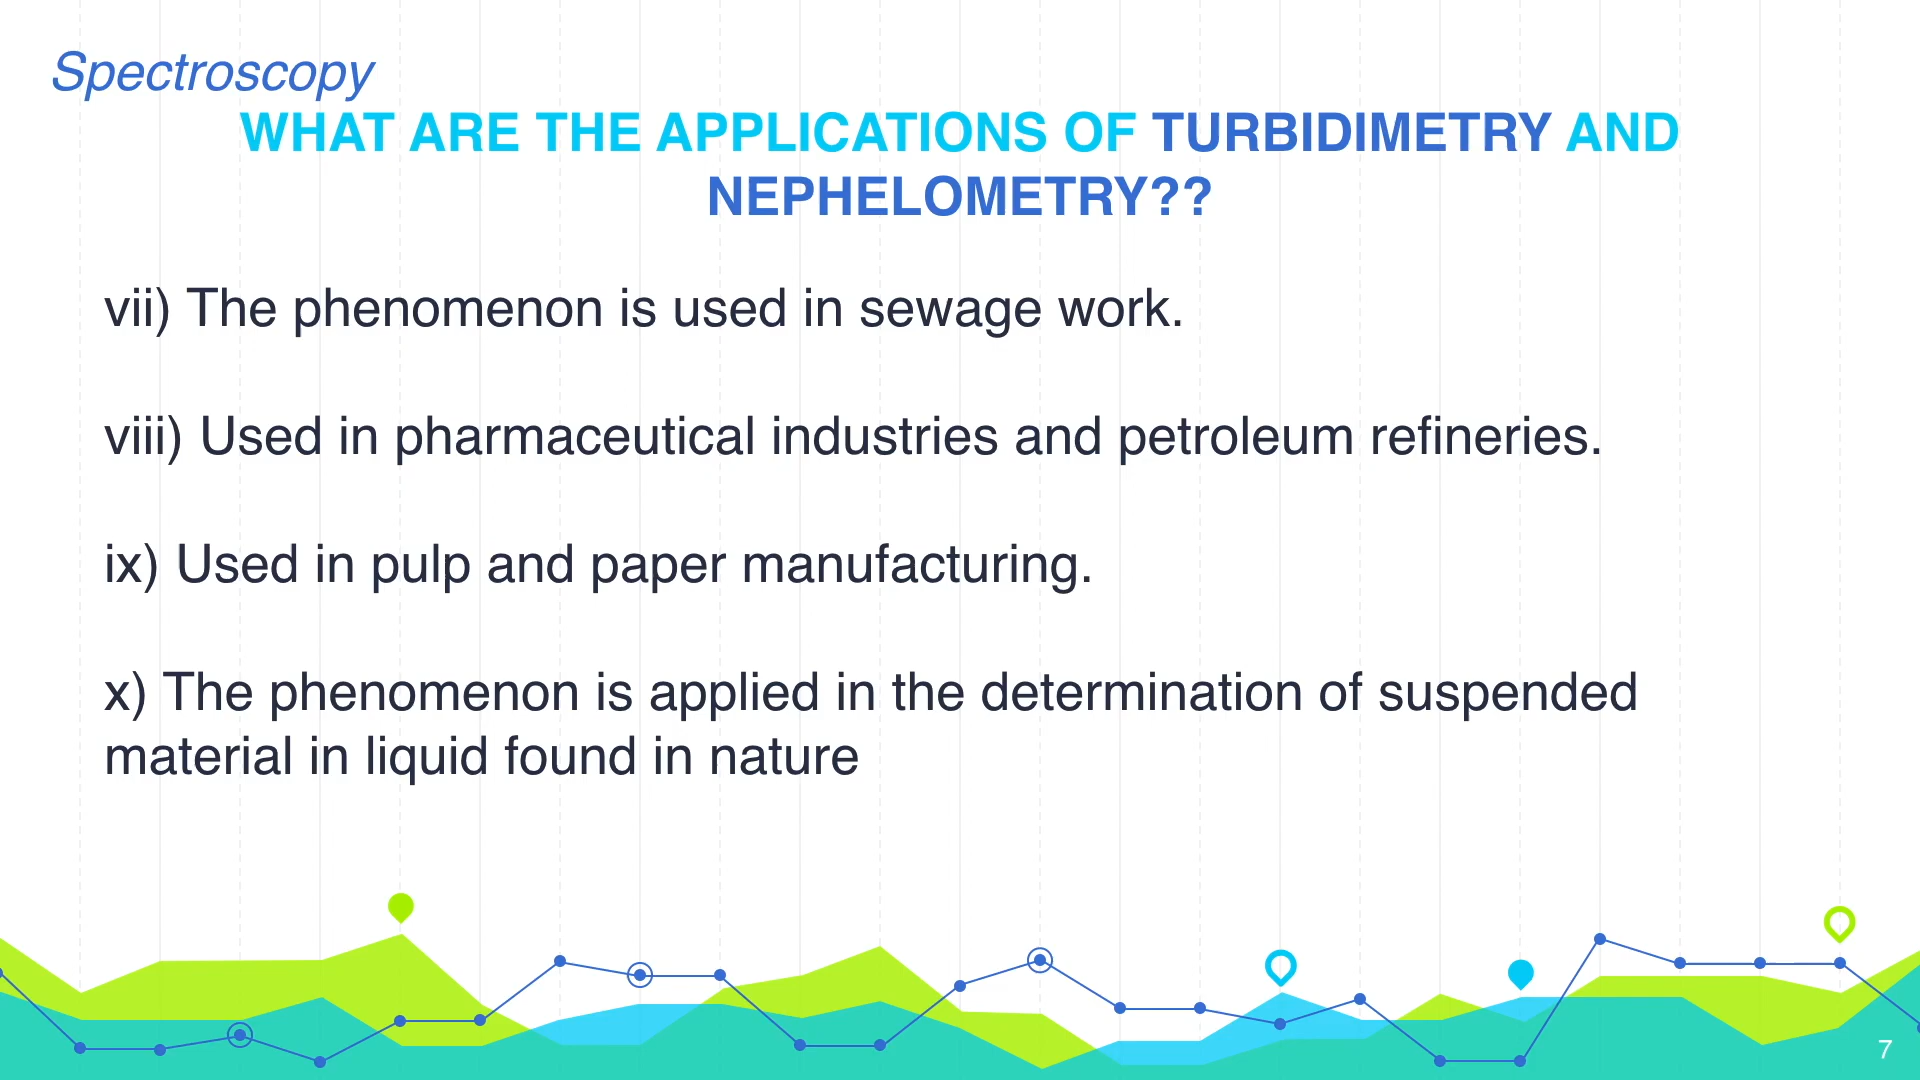 Spectroscopy
WHAT ARE THE APPLICATIONS OF TURBIDIMETRY AND
NEPHELOMETRY??
vii) The phenomenon is used in sewage work.
viii) Used in pharmaceutical industries and petroleum refineries.
ix) Used in pulp and paper manufacturing.
x) The phenomenon is applied in the determination of suspended
material in liquid found in nature
7